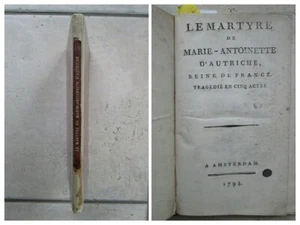 LE MARTYRE
DE
MARIE-ANTOINETTE
D'AUTRICHE,
REINE DE FRANCE.
TRAGÉDIE EN CINQ ACTES.
A AMSTERDAM.